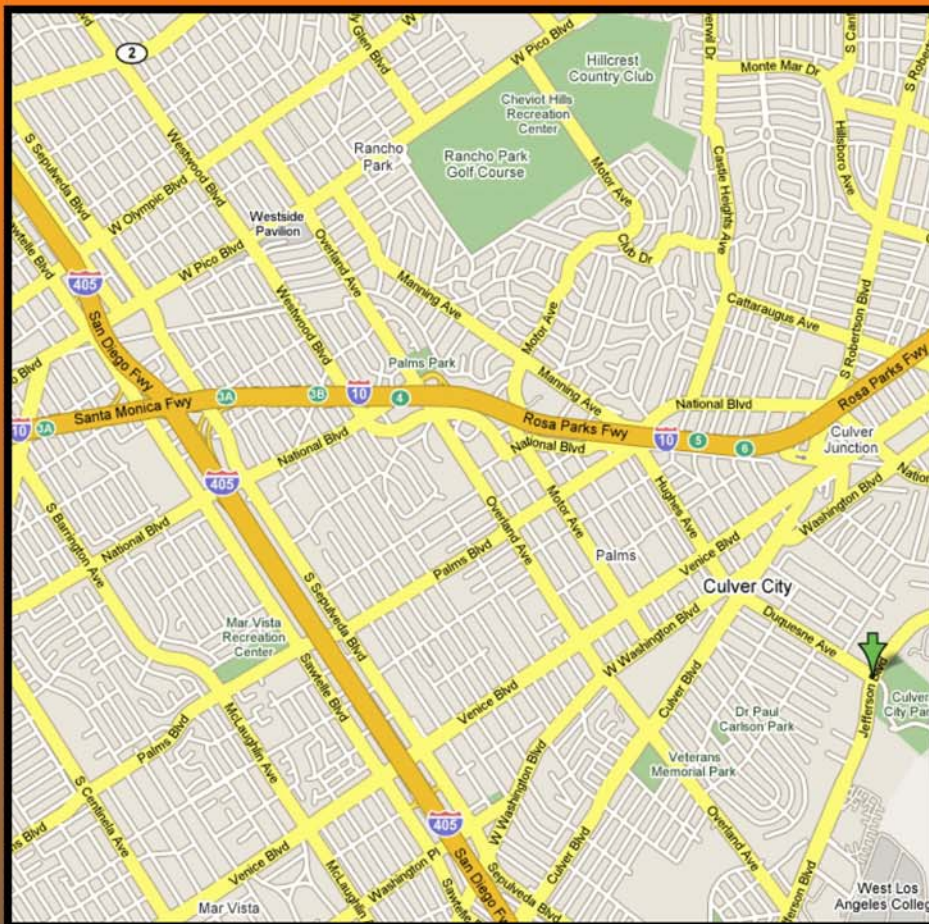 2
Hillcrest
Country Club
Monte Mar Dr
W Pico Blvd
Cheviot Hills
Recreation
Center
Rancho
Park
Rancho Park
Golf Course
Motor Ave
Castle Heights Ave
Hillsboro Ave
S Sepulveda Blvd
Westwood Blvd
W Olympic Blvd
Westside
Pavilion
Overland Ave
W Pico Blvd
Club Dr
405
San Diego Fwy
Westwood Blvd
Manning Ave
Motor Ave
Cattaraugus Ave
S Robertson Blvd
Palms Park
Manning Ave
Rosa Parks Fwy
3A
3B
10
4
Santa Monica Fwy
10
3A
National Blvd
Rosa Parks Fwy
National Blvd
10
5
6
National Blvd
Culver
Junction
405
S Barrington Ave
National Blvd
Overland Ave
Motor Ave
Hughes Ave
Washington Blvd
Palms Blvd
Palms
Venice Blvd
Culver City
S Sepulveda Blvd
Mar Vista
Recreation
Center
Sawtelle Blvd
W Washington Blvd
Duquesne Ave
Jefferson Blvd
Culver
Venice Blvd
Culver Blvd
Dr Paul
Carlson Park
Palms Blvd
McLaughlin Ave
Veterans
Memorial Park
S Centinela Ave
W Washington Blvd
Overland Ave
405
Culver Blvd
Venice Blvd
Washington Pl
San Diego
Sepulveda Blvd
Mar Vista
West Los